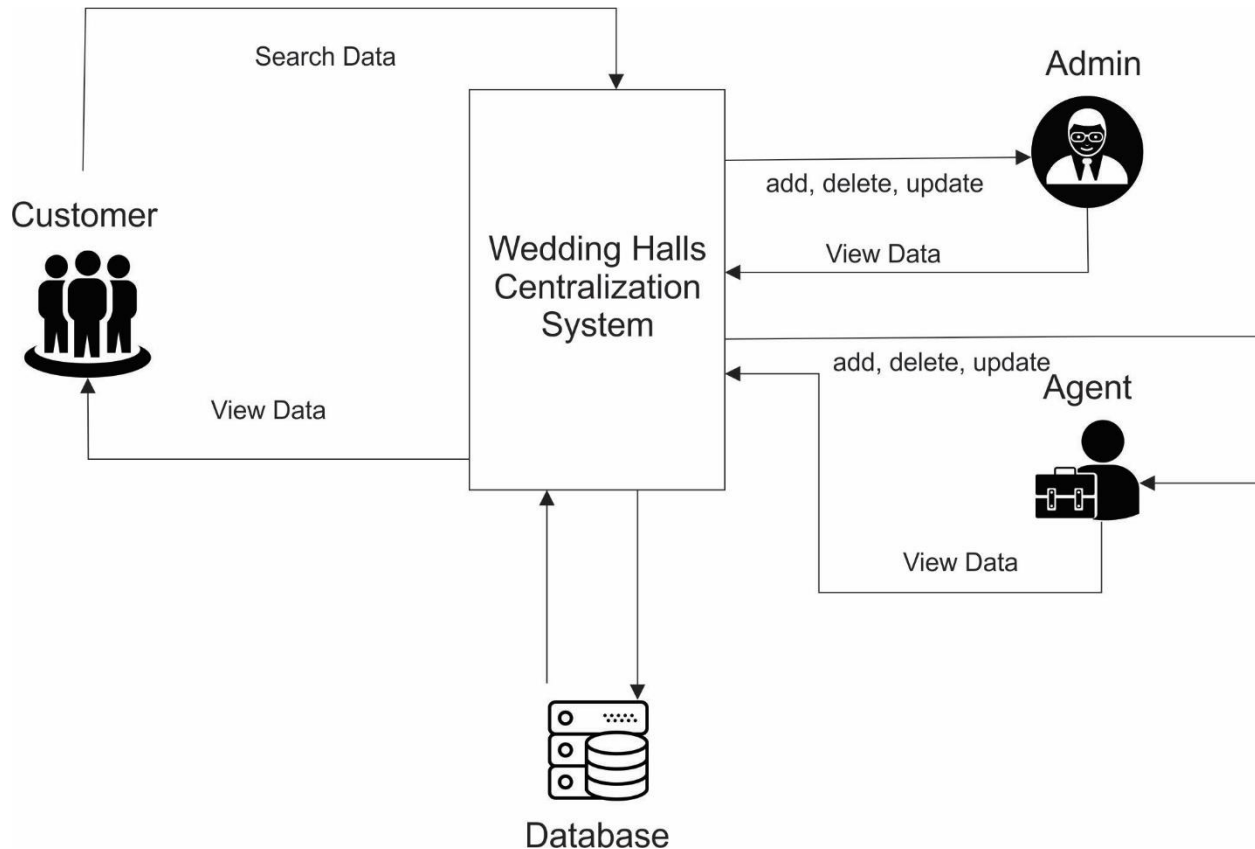 Search Data
Admin
add, delete, update
Customer
Wedding Halls
Centralization
System
View Data
add, delete, update
Agent
View Data
View Data
Database